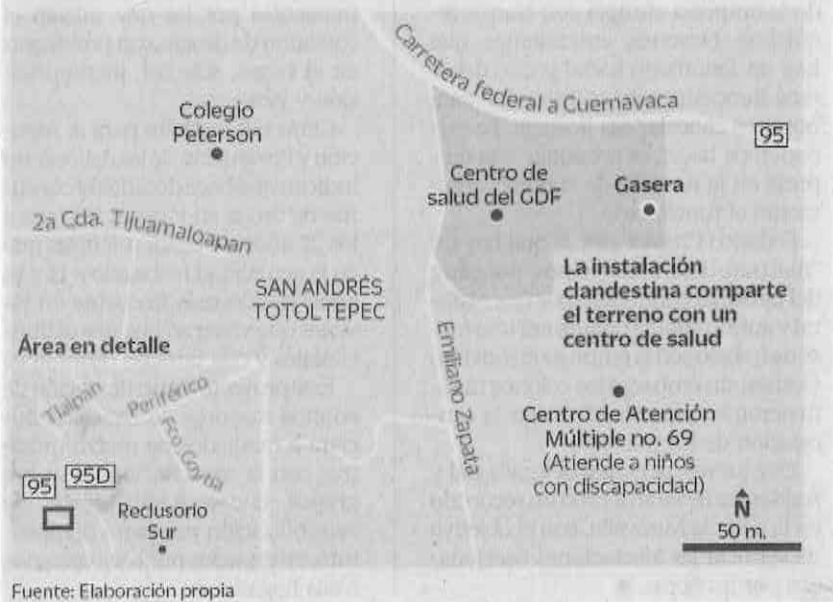 Carretera federal a Cuernavaca
95
Colegio
Peterson
Centro de
salud del GDF
Gasera
2a Cda. Tijuamaloapan
SAN ANDRÉS
TOTOLTEPEC
La instalación
clandestina comparte
el terreno con un
centro de salud
Emiliano Zapata
Centro de Atención
Múltiple no. 69
(Atiende a niños
con discapacidad)
N
50 m.
Área en detalle
Tlalpan
Periférico
95
95D
Reclusorio
Sur
Fuente: Elaboración propia